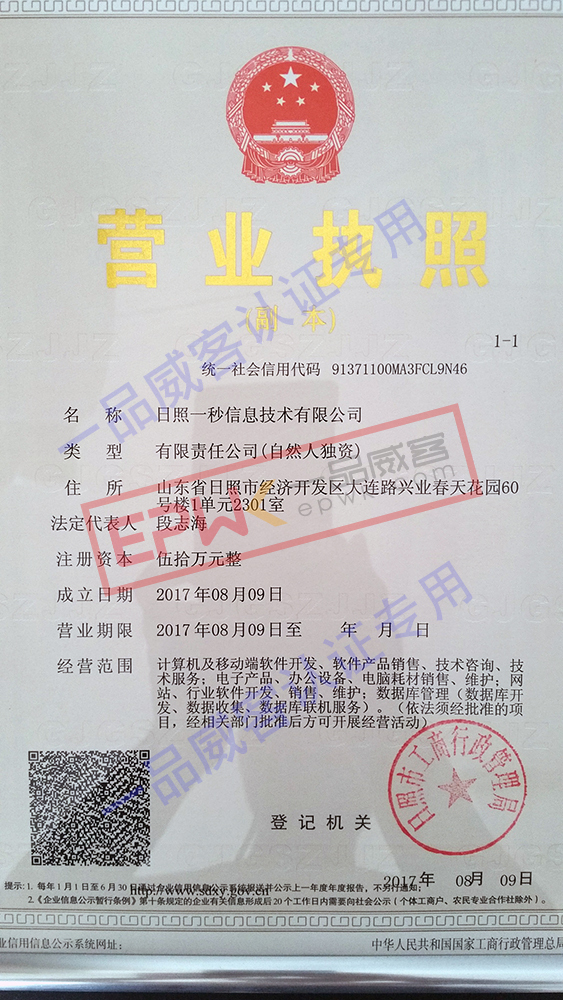 营业执照
(副本)
1-1
统一社会信用代码 91371100MA3FCL9N46
名称 日照一秒信息技术有限公司
类型 有限责任公司(自然人独资)
住所 山东省日照市经济开发区大连路兴业春天花园60
号楼1单元2301室
法定代表人 段志海
注册资本 伍拾万元整
成立日期 2017年08月09日
营业期限 2017年08月09日至 年 月 日
经营范围 计算机及移动端软件开发、软件产品销售、技术咨询、技
术服务；电子产品、办公设备、电脑耗材销售、维护；网
站、行业软件开发、销售、维护；数据库管理（数据库开
发、数据收集、数据库联机服务）。（依法须经批准的项
目，经相关部门批准后方可开展经营活动）
一品威客认证专用
EPWK 一品威客
epwk.com
一品威客认证专用
日照市工商行政管理局
登记机关
2017年 08月 09日
提示：1. 每年1月1日至6月30日通过企业信用信息公示系统报送并公示上一年度年度报告，不另行通知；
http://www.sdxy.gov.cn
2.《企业信息公示暂行条例》第十条规定的企业有关信息形成后20个工作日内需要向社会公示（个体工商户、农民专业合作社除外）。
业信用信息公示系统网址：
中华人民共和国国家工商行政管理总局